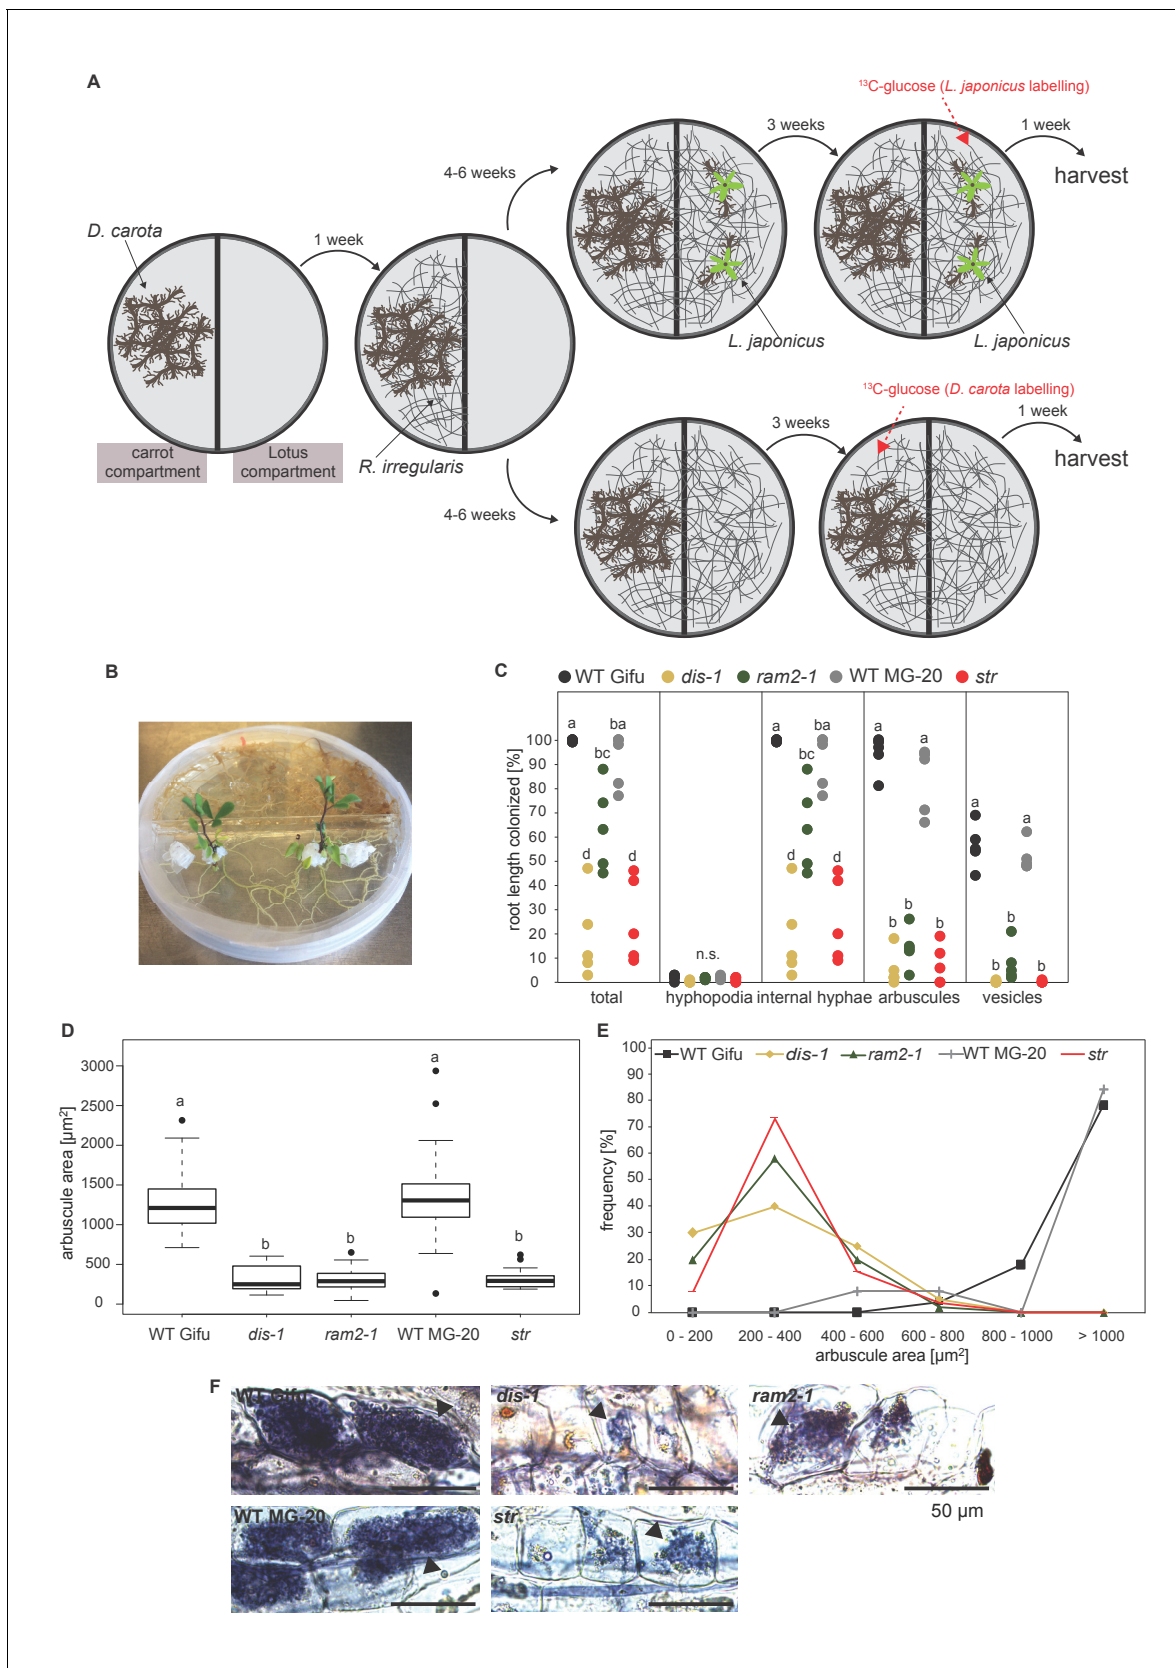 A
¹³C-glucose (L. japonicus labelling)
3 weeks
1 week
harvest
4-6 weeks
D. carota
1 week
L. japonicus
L. japonicus
¹³C-glucose (D. carota labelling)
carrot compartment
Lotus compartment
R. irregularis
3 weeks
1 week
harvest
4-6 weeks
B
C
WT Gifu dis-1 ram2-1 WT MG-20 str
root length colonized [%]
100
90
80
70
60
50
40
30
20
10
0
a bc ba d d
n.s.
a bc ba d d
a a b b b
a a b b b
total hyphopodia internal hyphae arbuscules vesicles
D
arbuscule area [µm²]
3000
2500
2000
1500
1000
500
0
a b b a b
WT Gifu dis-1 ram2-1 WT MG-20 str
E
WT Gifu dis-1 ram2-1 WT MG-20 str
frequency [%]
100
90
80
70
60
50
40
30
20
10
0
0 - 200 200 - 400 400 - 600 600 - 800 800 - 1000 > 1000
arbuscule area [µm²]
F
WT Gifu dis-1 ram2-1
50 µm
WT MG-20 str